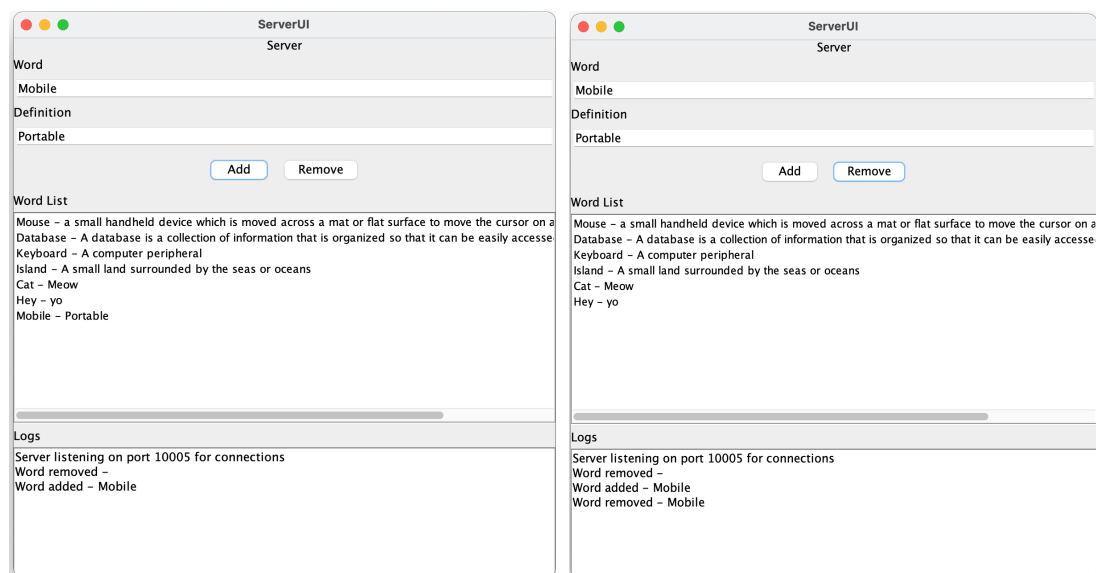 ServerUI
Server
Word
Mobile
Definition
Portable
Add Remove
Word List
Mouse – a small handheld device which is moved across a mat or flat surface to move the cursor on a
Database – A database is a collection of information that is organized so that it can be easily accesse
Keyboard – A computer peripheral
Island – A small land surrounded by the seas or oceans
Cat – Meow
Hey – yo
Mobile – Portable
Logs
Server listening on port 10005 for connections
Word removed –
Word added – Mobile
ServerUI
Server
Word
Mobile
Definition
Portable
Add Remove
Word List
Mouse – a small handheld device which is moved across a mat or flat surface to move the cursor on a
Database – A database is a collection of information that is organized so that it can be easily accesse
Keyboard – A computer peripheral
Island – A small land surrounded by the seas or oceans
Cat – Meow
Hey – yo
Logs
Server listening on port 10005 for connections
Word removed –
Word added – Mobile
Word removed – Mobile